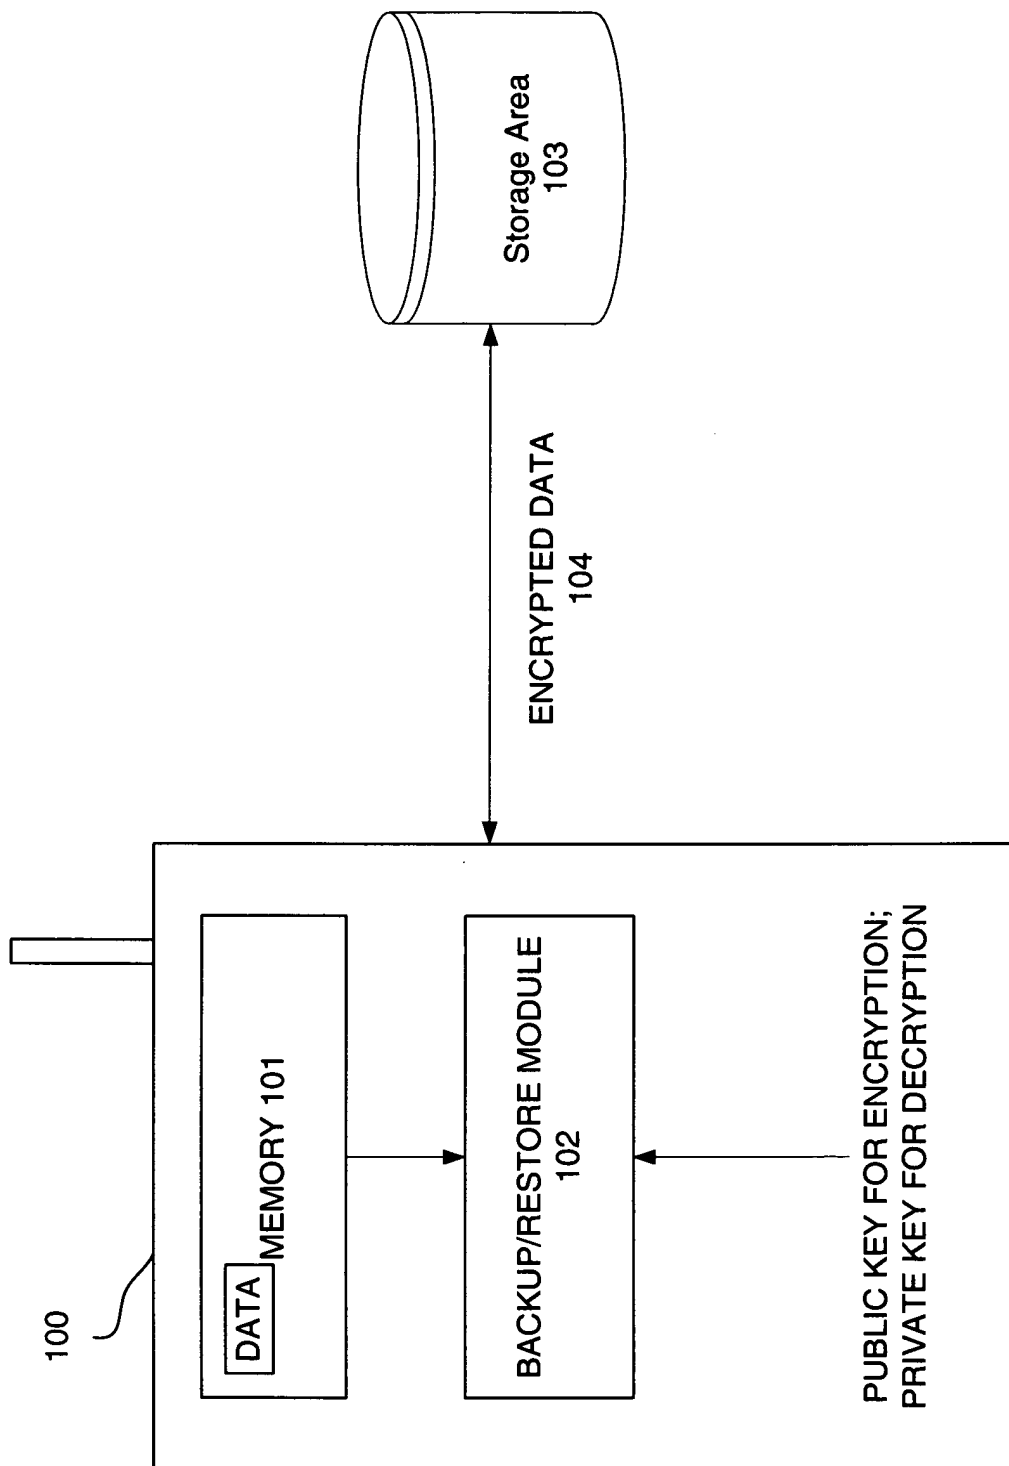 100
DATA
MEMORY 101
BACKUP/RESTORE MODULE
102
PUBLIC KEY FOR ENCRYPTION;
PRIVATE KEY FOR DECRYPTION
ENCRYPTED DATA
104
Storage Area
103